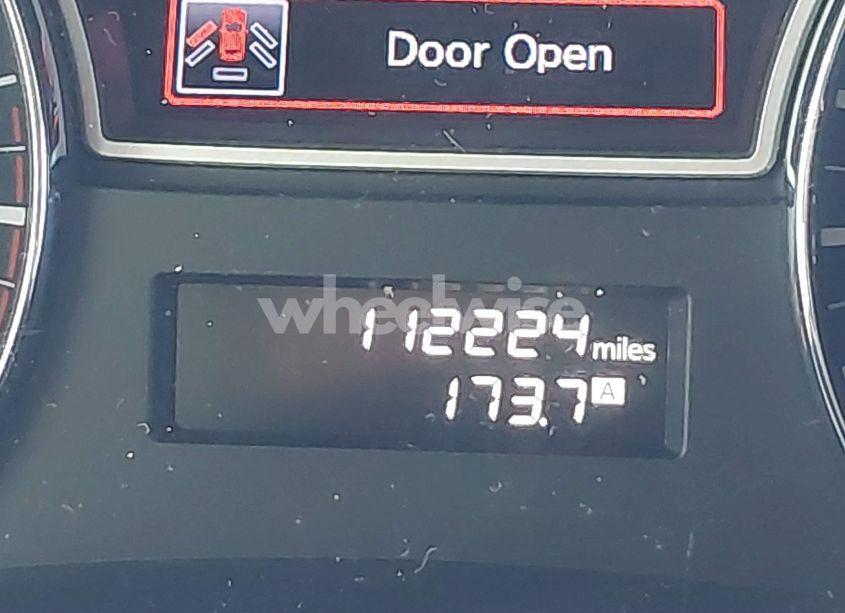 Door Open
wheelwise
112224 miles
173.7 A